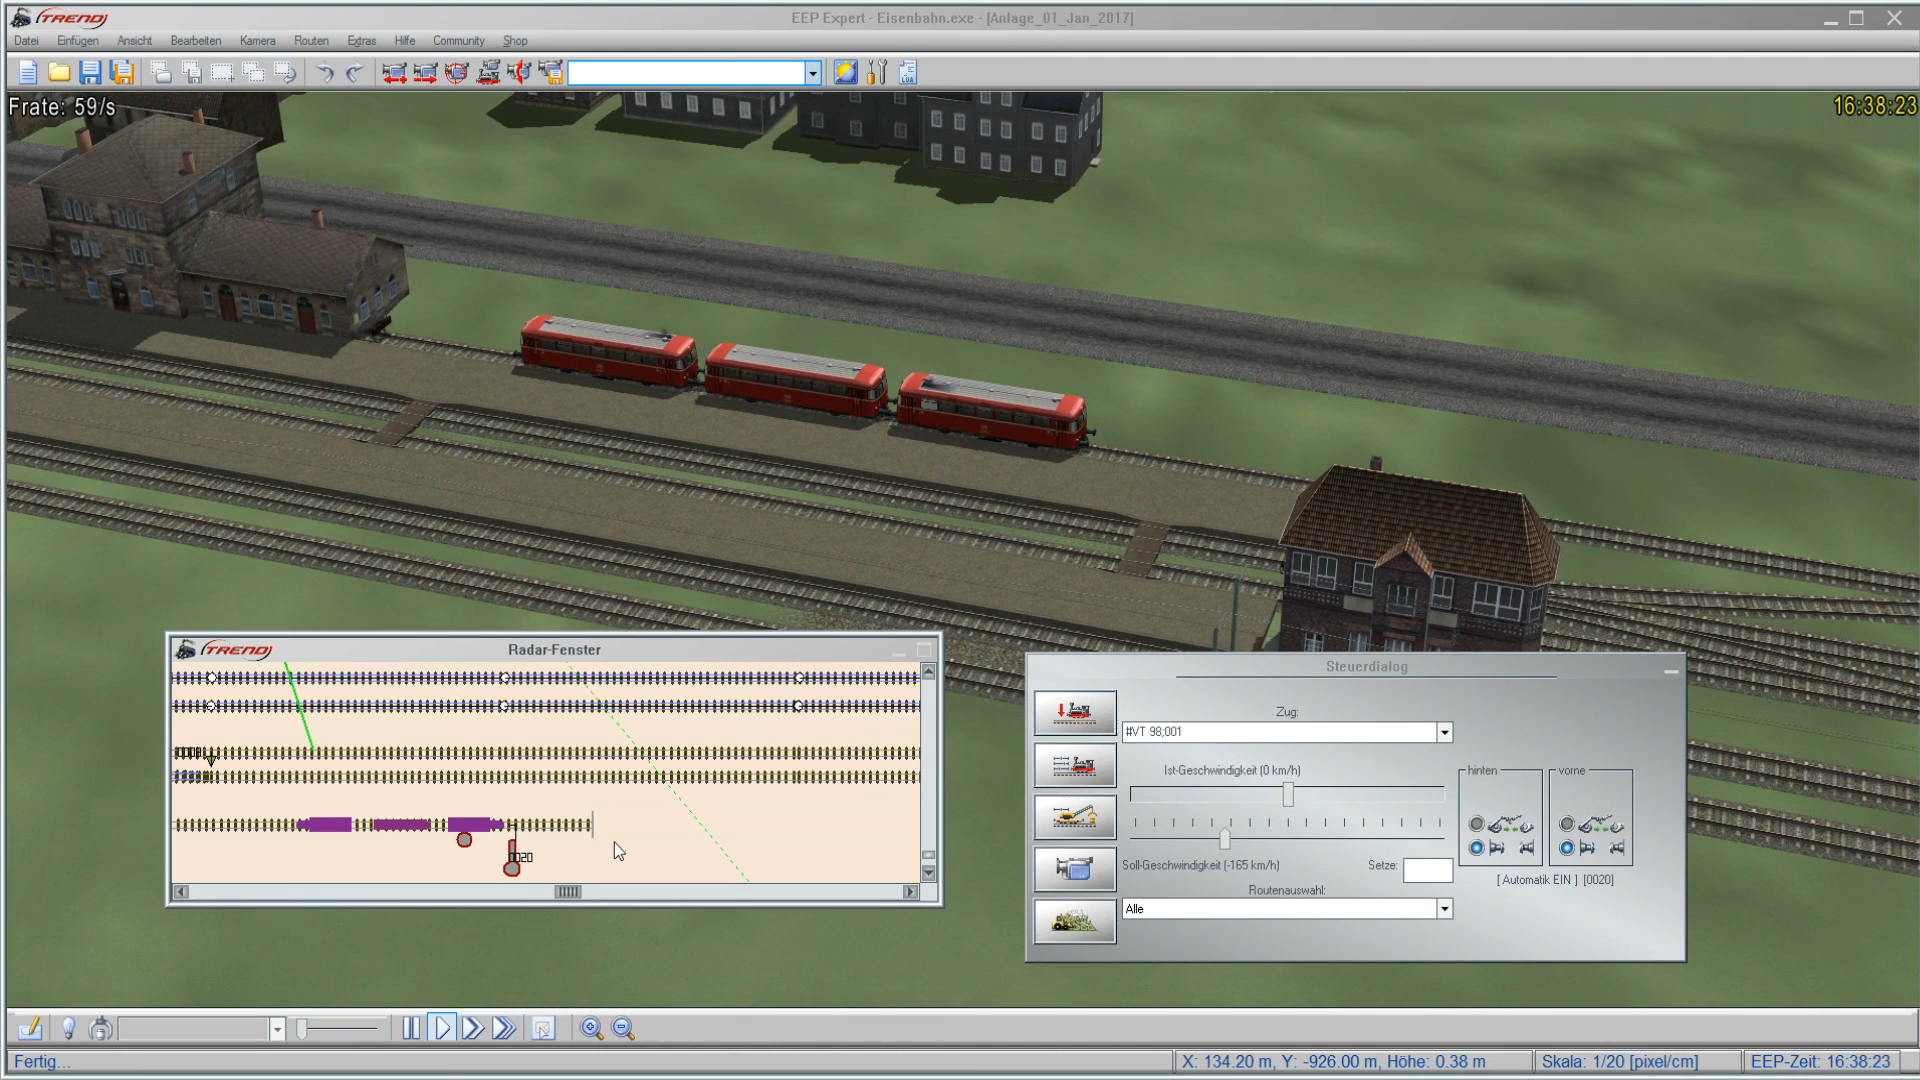 TREND
EEP Expert - Eisenbahn.exe - [Anlage_01_Jan_2017]
Datei Einfügen Ansicht Bearbeiten Kamera Routen Extras Hilfe Community Shop
LUA
Frate: 59/s
16:38:23
TREND
Radar-Fenster
0020
Steuerdialog
Zug:
#VT 98;001
Ist-Geschwindigkeit (0 km/h)
hinten
vorne
Soll-Geschwindigkeit (-165 km/h)
Setze:
[ Automatik EIN ] [0020]
Routenauswahl:
Alle
Fertig...
X: 134.20 m, Y: -926.00 m, Höhe: 0.38 m
Skala: 1/20 [pixel/cm]
EEP-Zeit: 16:38:23